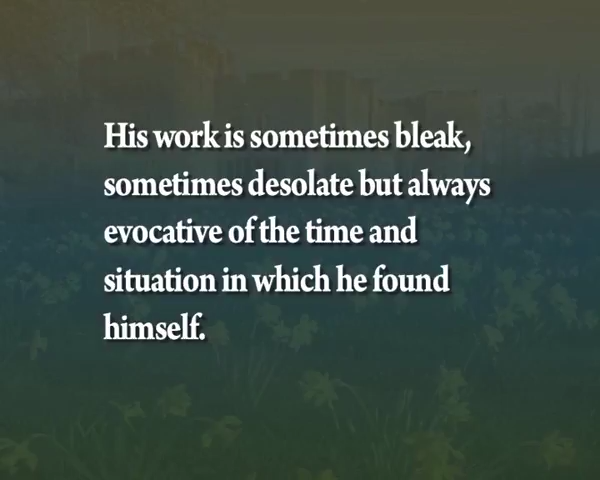 His work is sometimes bleak,
sometimes desolate but always
evocative of the time and
situation in which he found
himself.